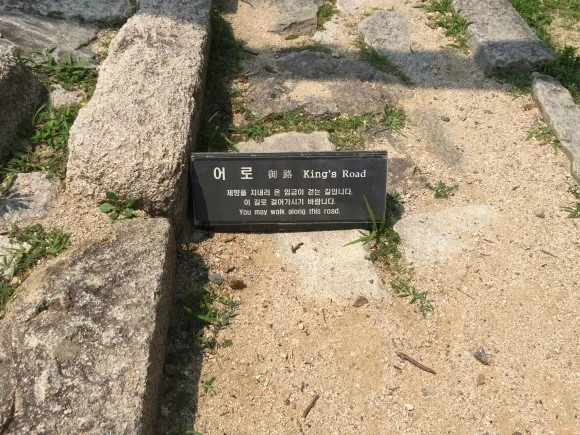 어 로 御 路 King's Road
제향을 지내러 온 임금이 걷는 길입니다.
이 길로 걸어가시기 바랍니다.
You may walk along this road.